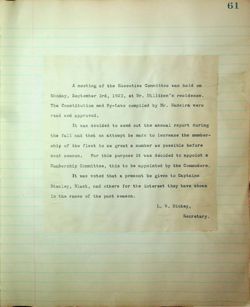 61
A meeting of the Executive Committee was held on
Monday, September 3rd, 1922, at Mr. Milliken's residence.
The Constitution and By-Laws compiled by Mr. Madeira were
read and approved.
It was decided to send out the annual report during
the fall and that an attempt be made to increase the member-
ship of the fleet to as great a number as possible before
next season. For this purpose it was decided to appoint a
Membership Committee, this to be appointed by the Commodore.
It was voted that a present be given to Captains
Stanley, Black, and others for the interest they have shown
in the races of the past season.
L. W. Hickey,
Secretary.